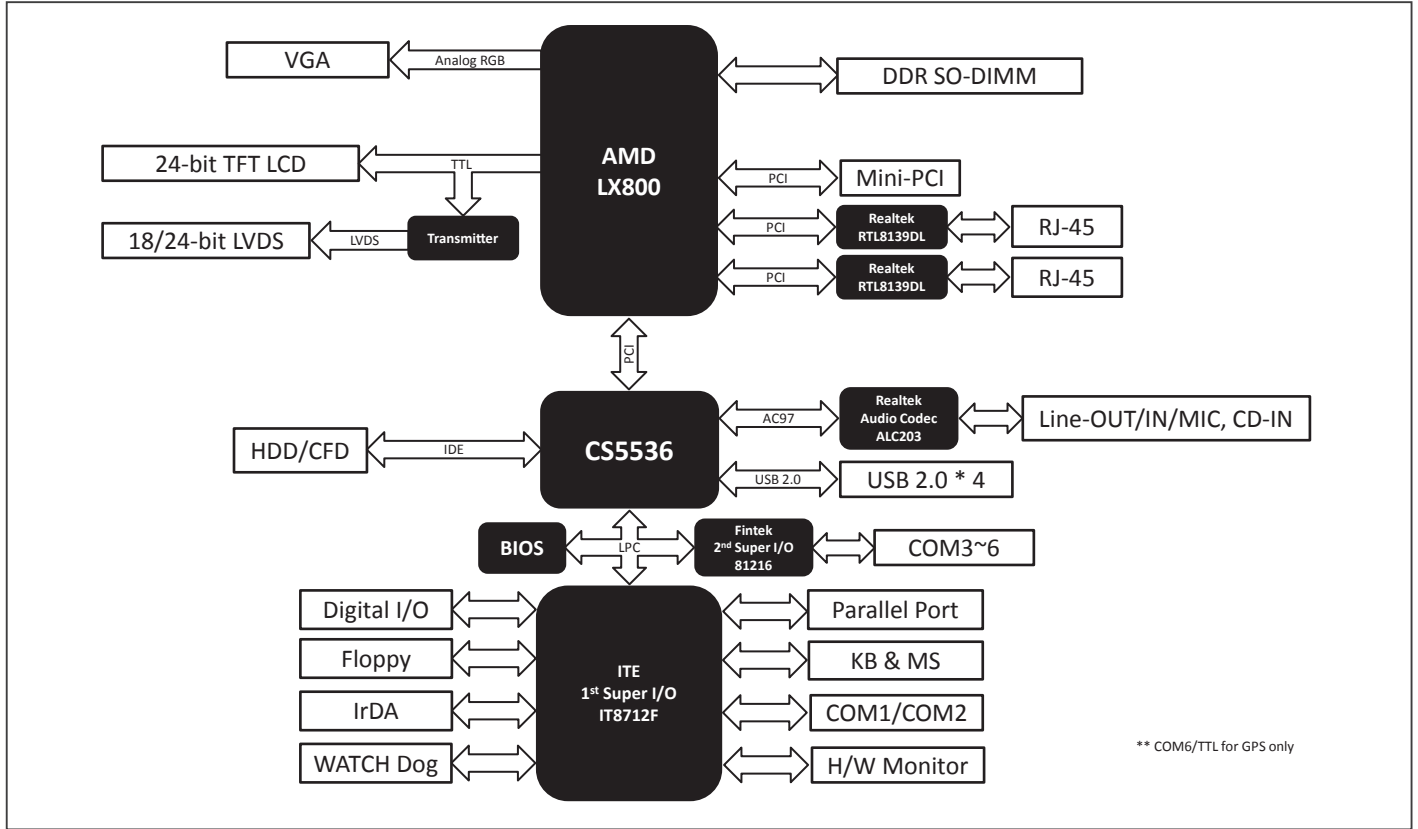 VGA
Analog RGB
DDR SO-DIMM
AMD
LX800
24-bit TFT LCD
TTL
PCI
Mini-PCI
18/24-bit LVDS
LVDS
Transmitter
PCI
Realtek
RTL8139DL
RJ-45
PCI
Realtek
RTL8139DL
RJ-45
PCI
CS5536
AC97
Realtek
Audio Codec
ALC203
Line-OUT/IN/MIC, CD-IN
HDD/CFD
IDE
USB 2.0
USB 2.0 * 4
BIOS
LPC
Fintek
2nd Super I/O
81216
COM3~6
Digital I/O
Parallel Port
Floppy
KB & MS
ITE
1st Super I/O
IT8712F
IrDA
COM1/COM2
WATCH Dog
H/W Monitor
** COM6/TTL for GPS only